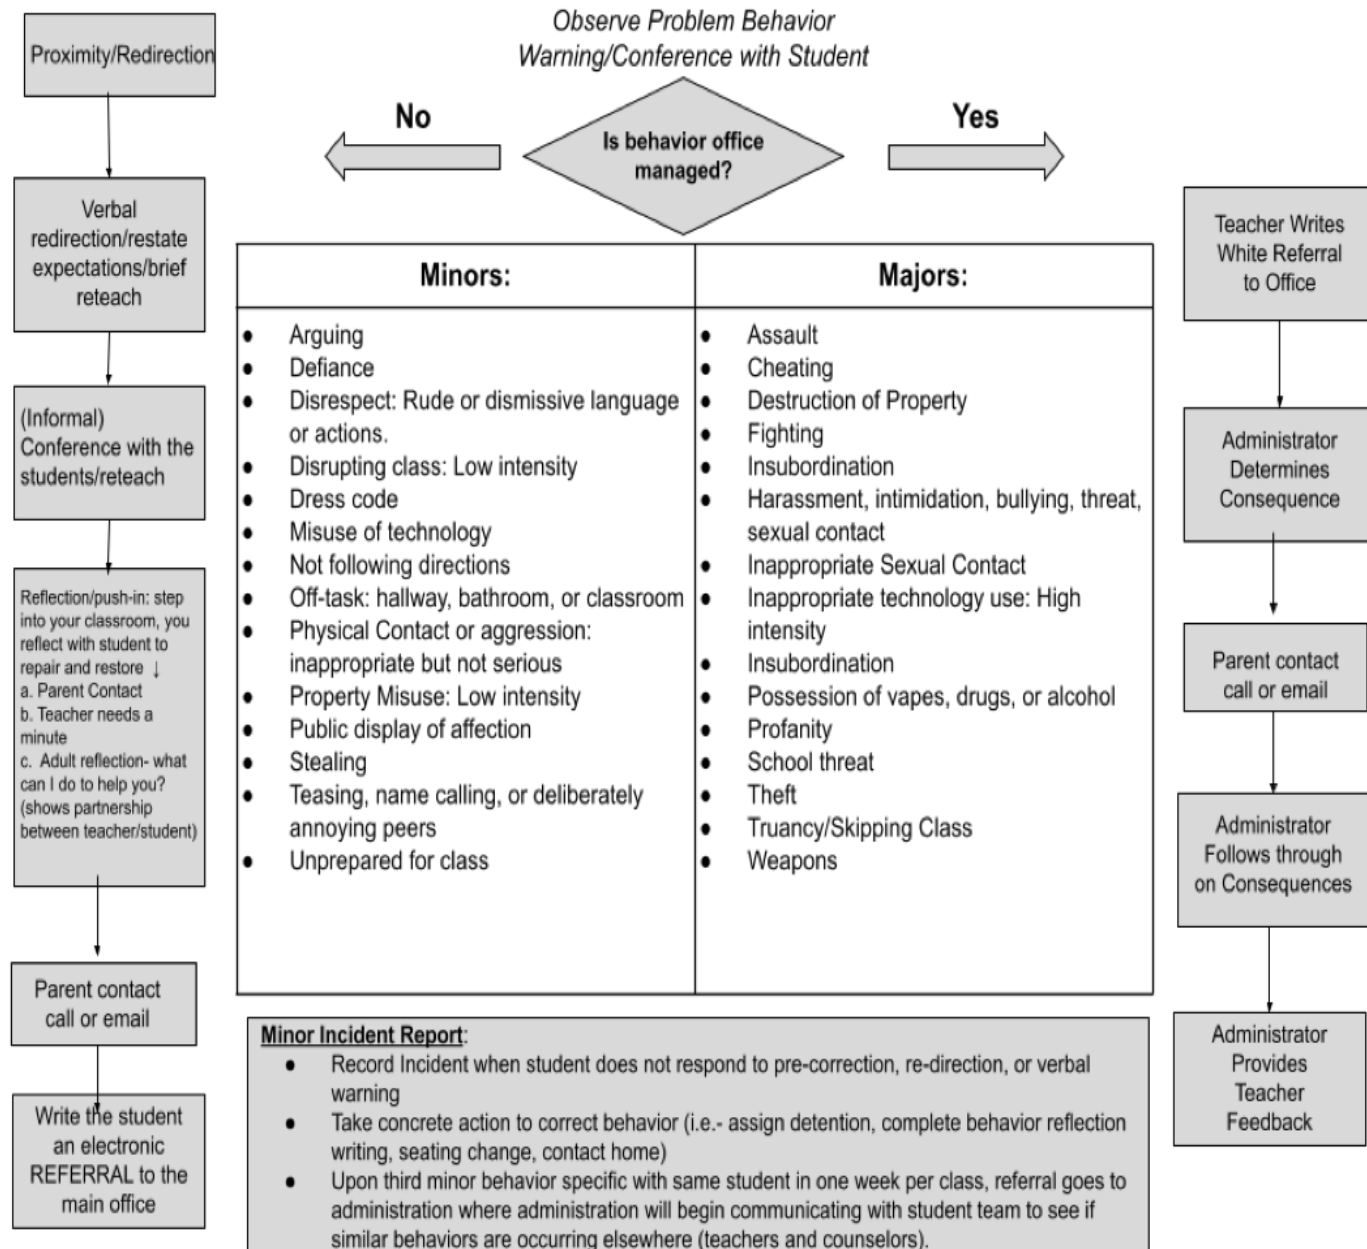 Observe Problem Behavior
Warning/Conference with Student
No
Is behavior office
managed?
Yes
Proximity/Redirection
Verbal
redirection/restate
expectations/brief
reteach
(Informal)
Conference with the
students/reteach
Reflection/push-in: step
into your classroom, you
reflect with student to
repair and restore ↓
a. Parent Contact
b. Teacher needs a
minute
c. Adult reflection- what
can I do to help you?
(shows partnership
between teacher/student)
Parent contact
call or email
Write the student
an electronic
REFERRAL to the
main office
Minors:
● Arguing
● Defiance
● Disrespect: Rude or dismissive language
or actions.
● Disrupting class: Low intensity
● Dress code
● Misuse of technology
● Not following directions
● Off-task: hallway, bathroom, or classroom
● Physical Contact or aggression:
inappropriate but not serious
● Property Misuse: Low intensity
● Public display of affection
● Stealing
● Teasing, name calling, or deliberately
annoying peers
● Unprepared for class
Majors:
● Assault
● Cheating
● Destruction of Property
● Fighting
● Insubordination
● Harassment, intimidation, bullying, threat,
sexual contact
● Inappropriate Sexual Contact
● Inappropriate technology use: High
intensity
● Insubordination
● Possession of vapes, drugs, or alcohol
● Profanity
● School threat
● Theft
● Truancy/Skipping Class
● Weapons
Teacher Writes
White Referral
to Office
Administrator
Determines
Consequence
Parent contact
call or email
Administrator
Follows through
on Consequences
Administrator
Provides
Teacher
Feedback
Minor Incident Report:
● Record Incident when student does not respond to pre-correction, re-direction, or verbal
warning
● Take concrete action to correct behavior (i.e.- assign detention, complete behavior reflection
writing, seating change, contact home)
● Upon third minor behavior specific with same student in one week per class, referral goes to
administration where administration will begin communicating with student team to see if
similar behaviors are occurring elsewhere (teachers and counselors).